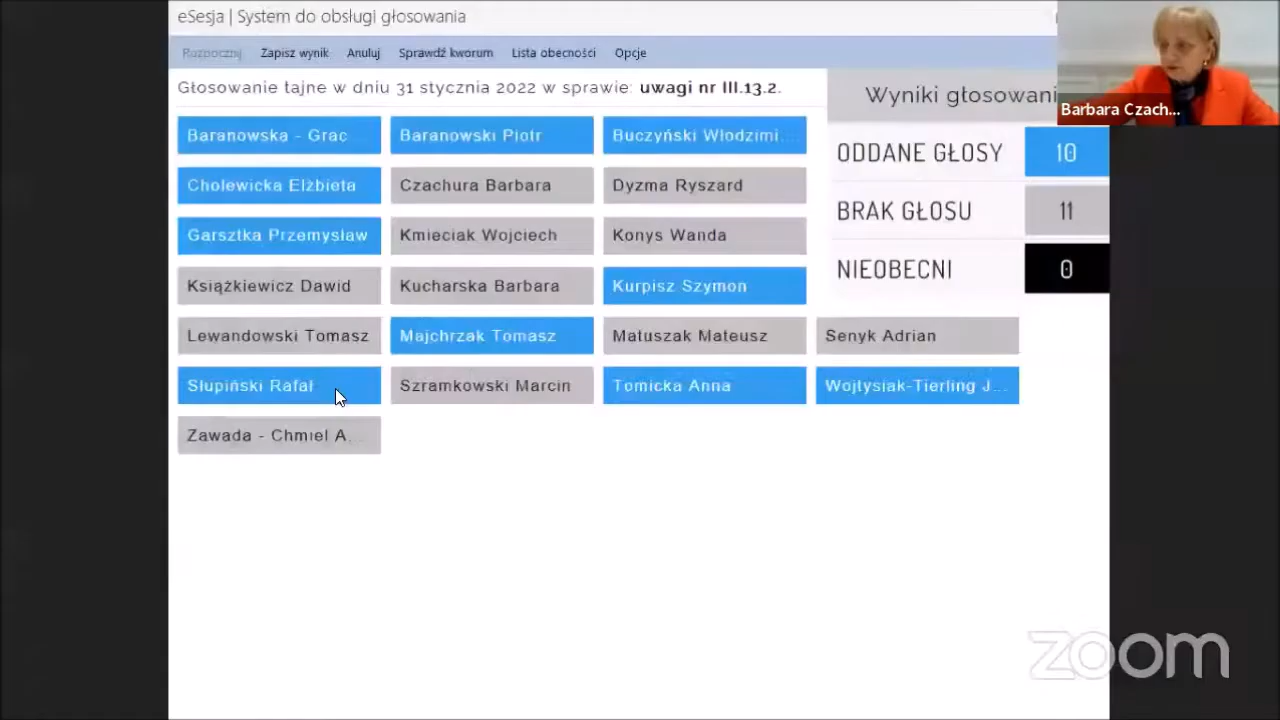 eSesja | System do obsługi głosowania
Rozpocznij Zapisz wynik Anuluj Sprawdź kworum Lista obecności Opcje
Głosowanie tajne w dniu 31 stycznia 2022 w sprawie: uwagi nr III.13.2.
Wyniki głosowani
Barbara Czach...
Baranowska - Grac Baranowski Piotr Buczyński Włodzimi...
ODDANE GŁOSY 10
Cholewicka Elżbieta Czachura Barbara Dyzma Ryszard
BRAK GŁOSU 11
Garsztka Przemysław Kmieciak Wojciech Konys Wanda
NIEOBECNI 0
Książkiewicz Dawid Kucharska Barbara Kurpisz Szymon
Lewandowski Tomasz Majchrzak Tomasz Matuszak Mateusz Senyk Adrian
Słupiński Rafał Szramkowski Marcin Tomicka Anna Wojtysiak-Tierling J...
Zawada - Chmiel A...
zoom